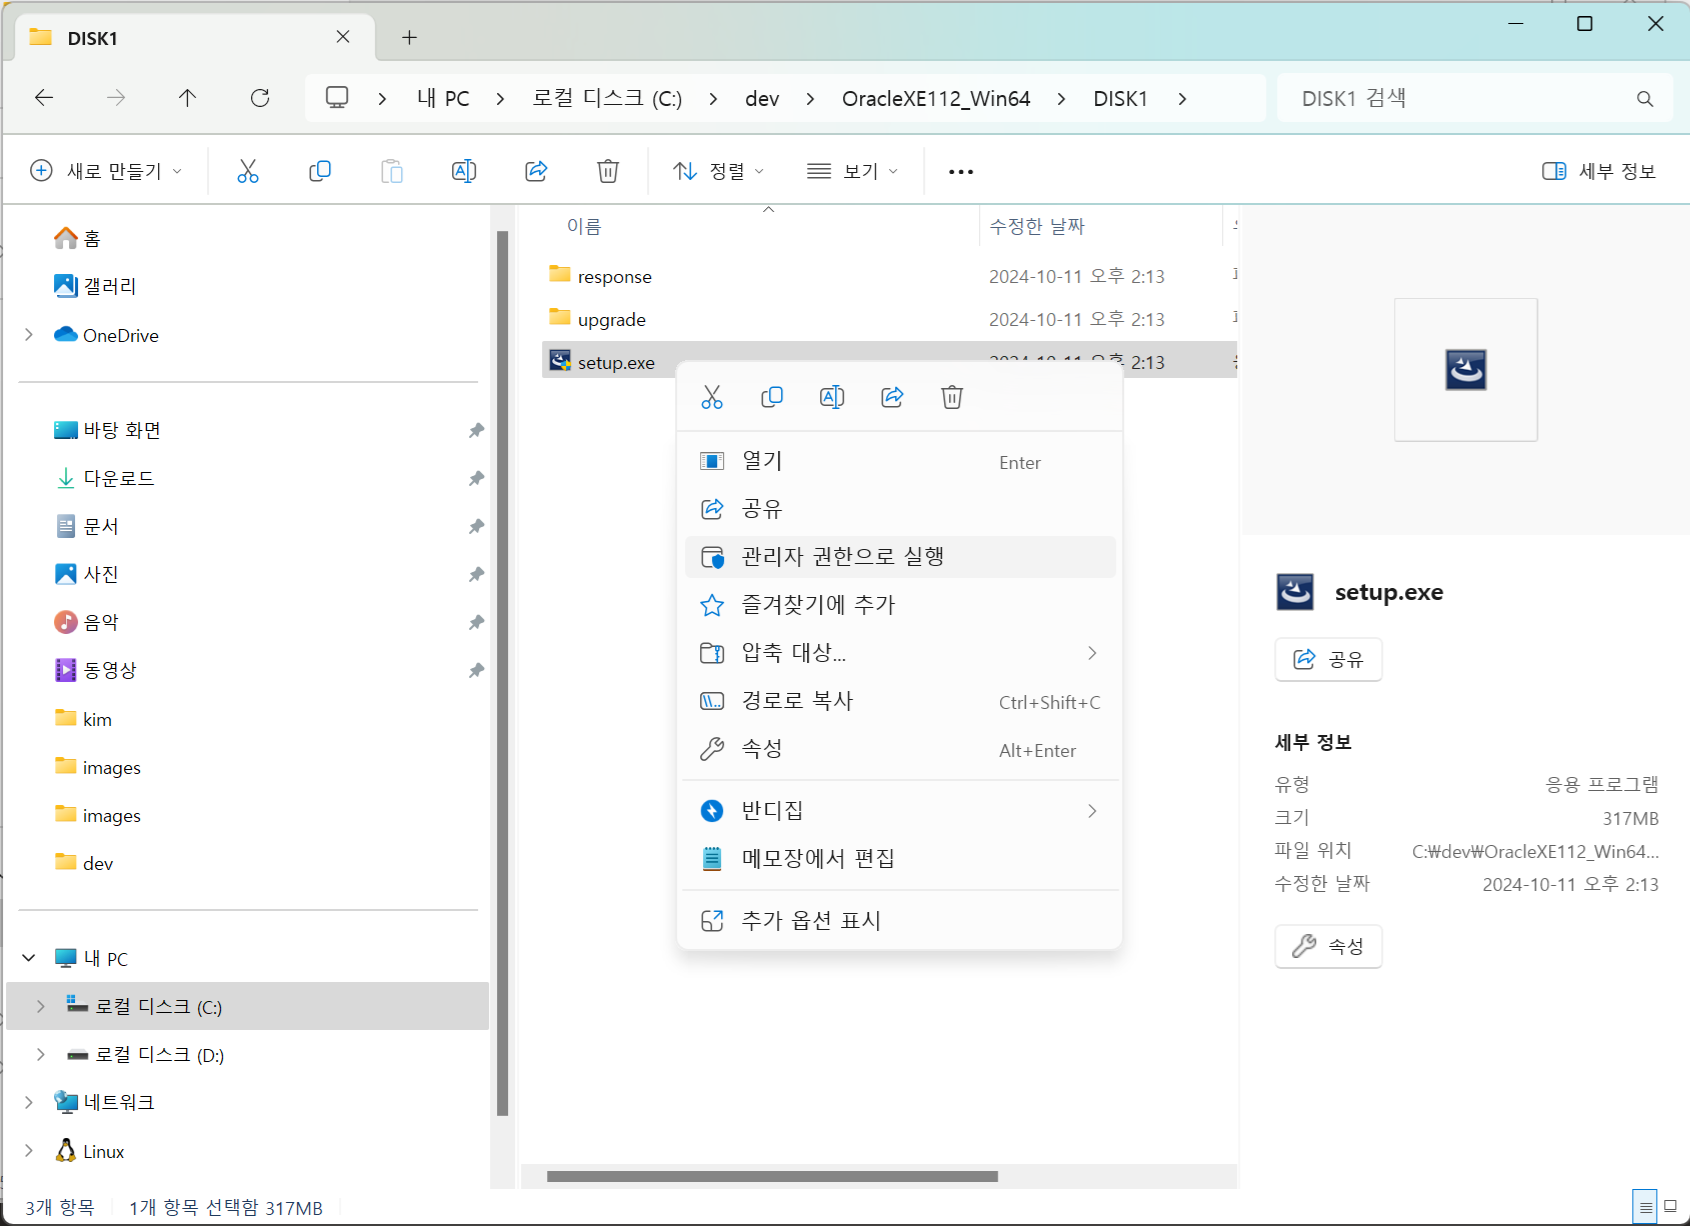 DISK1
내 PC
로컬 디스크 (C:)
dev
OracleXE112_Win64
DISK1
DISK1 검색
새로 만들기
정렬
보기
세부 정보
홈
갤러리
OneDrive
바탕 화면
다운로드
문서
사진
음악
동영상
kim
images
images
dev
내 PC
로컬 디스크 (C:)
로컬 디스크 (D:)
네트워크
Linux
이름 수정한 날짜
response 2024-10-11 오후 2:13
upgrade 2024-10-11 오후 2:13
setup.exe 2024-10-11 오후 2:13
열기 Enter
공유
관리자 권한으로 실행
즐겨찾기에 추가
압축 대상...
경로로 복사 Ctrl+Shift+C
속성 Alt+Enter
반디집
메모장에서 편집
추가 옵션 표시
setup.exe
공유
세부 정보
유형 응용 프로그램
크기 317MB
파일 위치 C:₩dev₩OracleXE112_Win64...
수정한 날짜 2024-10-11 오후 2:13
속성
3개 항목 1개 항목 선택함 317MB